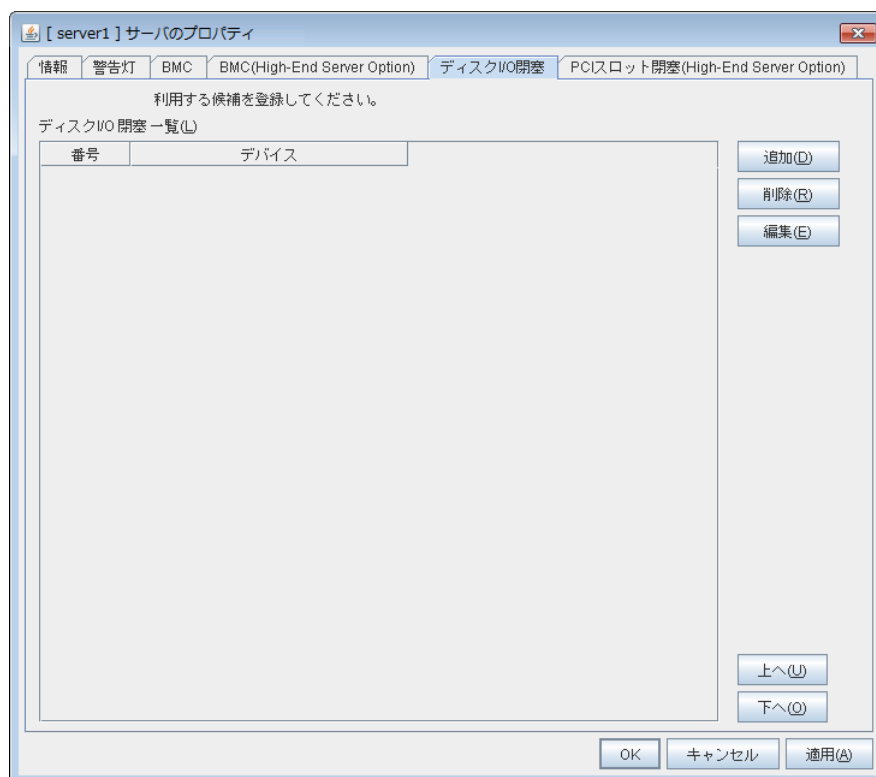 [ server1 ] サーバのプロパティ
情報 警告灯 BMC BMC(High-End Server Option) ディスクI/O閉塞 PCIスロット閉塞(High-End Server Option)
利用する候補を登録してください。
ディスクI/O 閉塞 一覧(L)
番号 デバイス
追加(D)
削除(R)
編集(E)
上へ(U)
下へ(O)
OK キャンセル 適用(A)